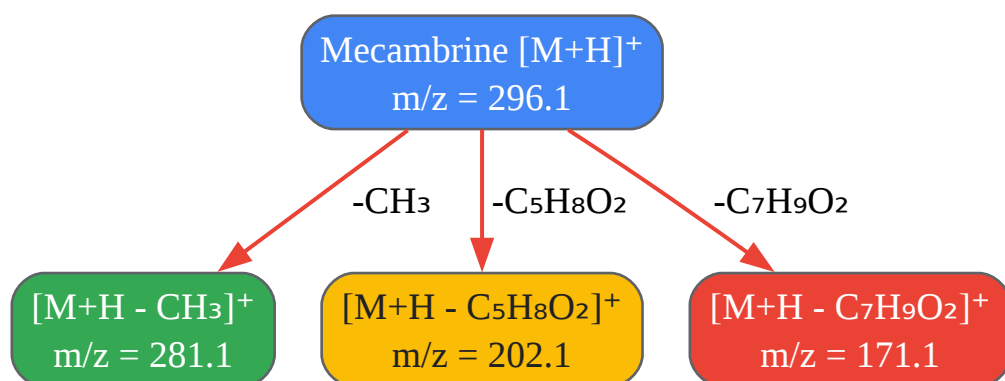 Mecambrine [M+H]⁺
m/z = 296.1
-CH₃
-C₅H₈O₂
-C₇H₉O₂
[M+H - CH₃]⁺
m/z = 281.1
[M+H - C₅H₈O₂]⁺
m/z = 202.1
[M+H - C₇H₉O₂]⁺
m/z = 171.1